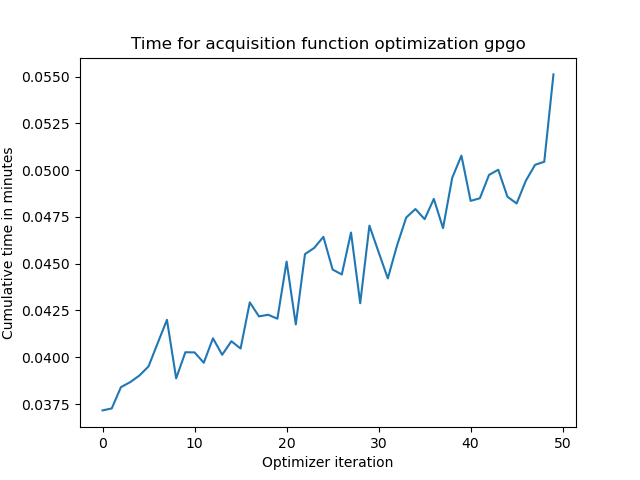 Time for acquisition function optimization gpgo
Cumulative time in minutes
0.0550
0.0525
0.0500
0.0475
0.0450
0.0425
0.0400
0.0375
0 10 20 30 40 50
Optimizer iteration